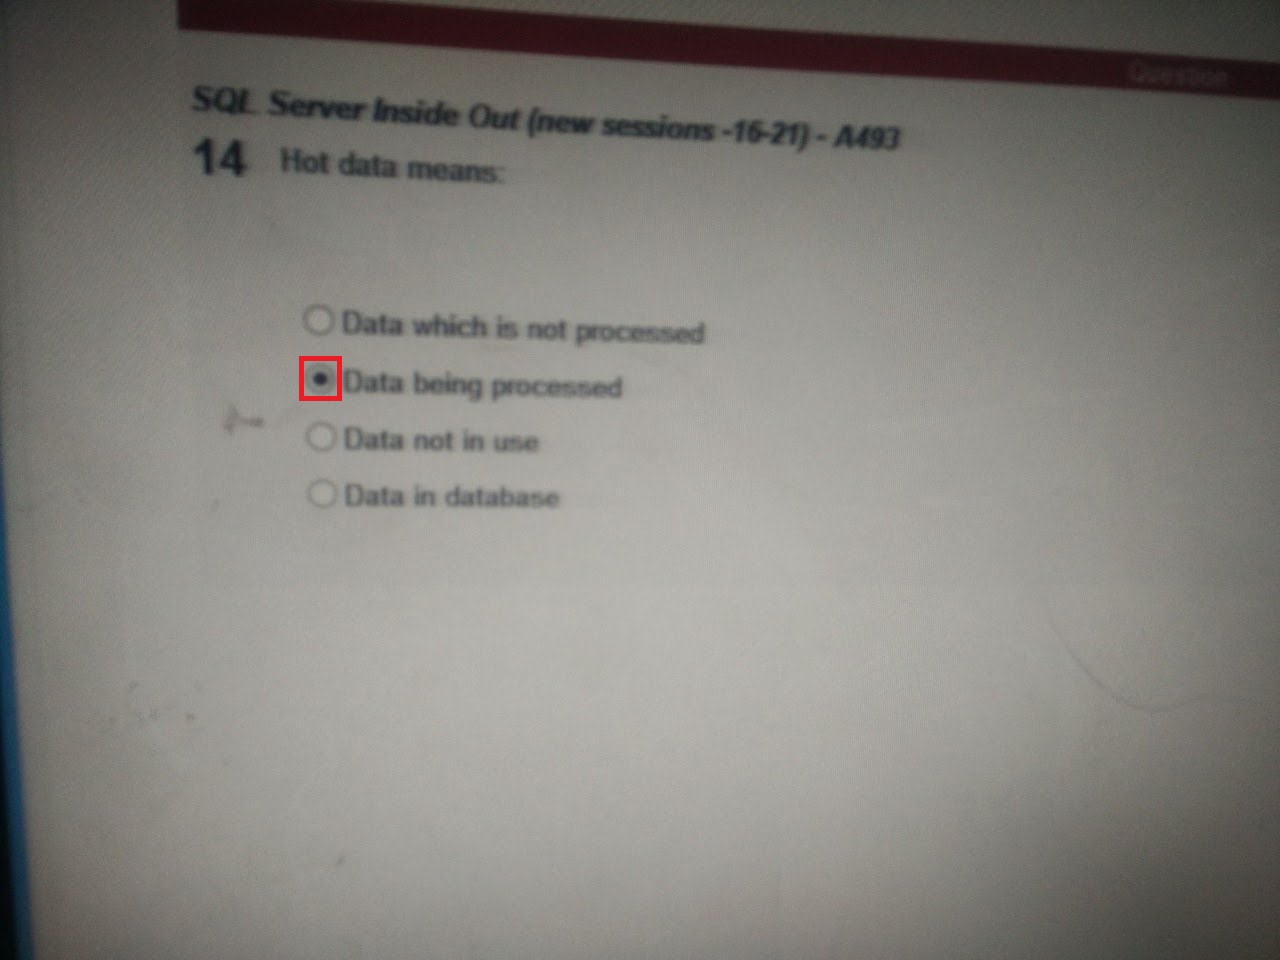 Question
SQL Server Inside Out (new sessions -16-21) - A493
14 Hot data means:
Data which is not processed
Data being processed
Data not in use
Data in database